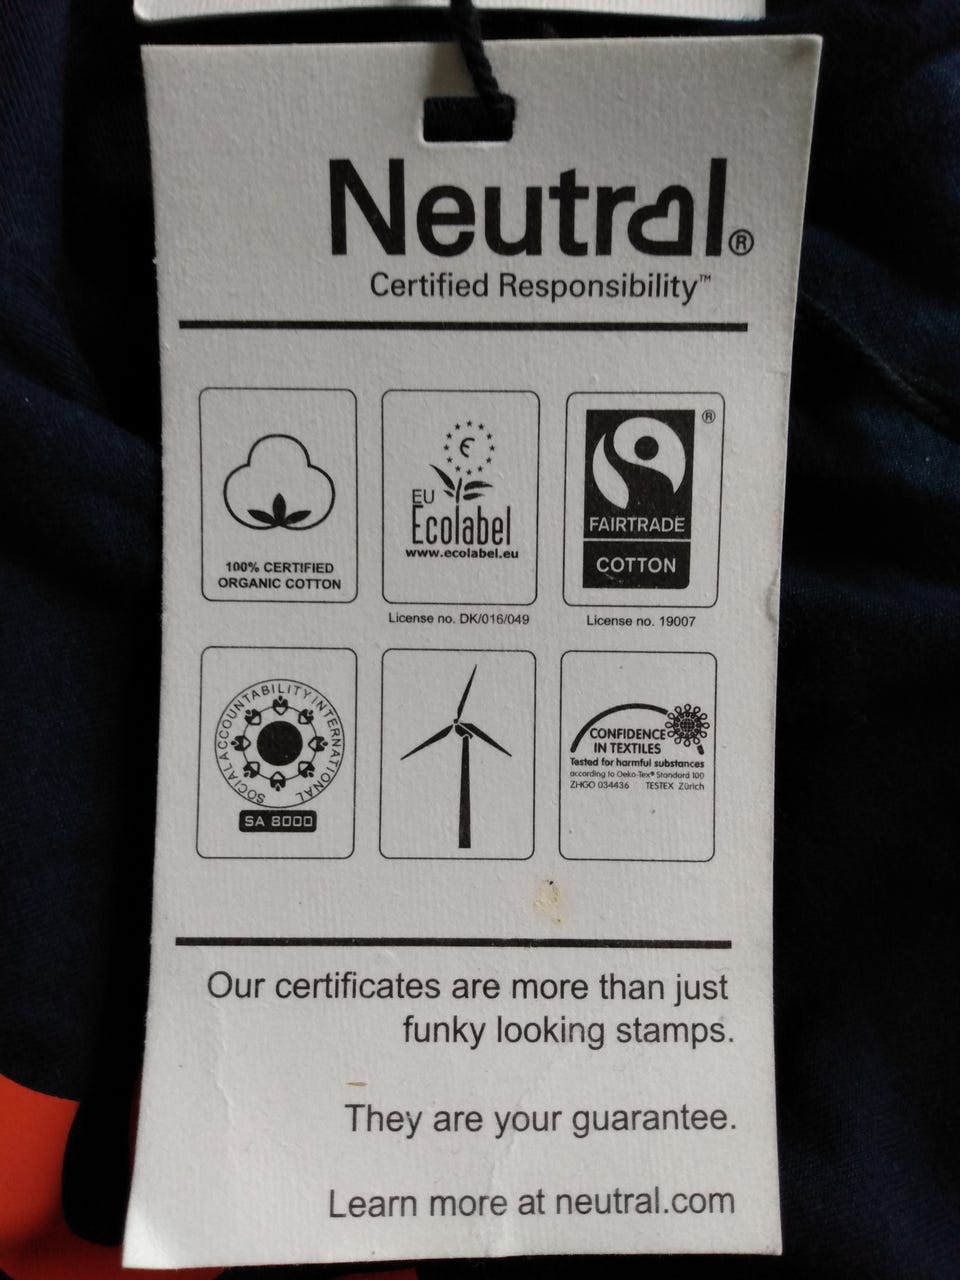 Neutral®
Certified Responsibility™
100% CERTIFIED
ORGANIC COTTON
EU
Ecolabel
www.ecolabel.eu
License no. DK/016/049
®
FAIRTRADE
COTTON
License no. 19007
SOCIAL ACCOUNTABILITY INTERNATIONAL
SA 8000
CONFIDENCE
IN TEXTILES
Tested for harmful substances
according to Oeko-Tex® Standard 100
ZHGO 034436 TESTEX Zürich
Our certificates are more than just
funky looking stamps.
They are your guarantee.
Learn more at neutral.com